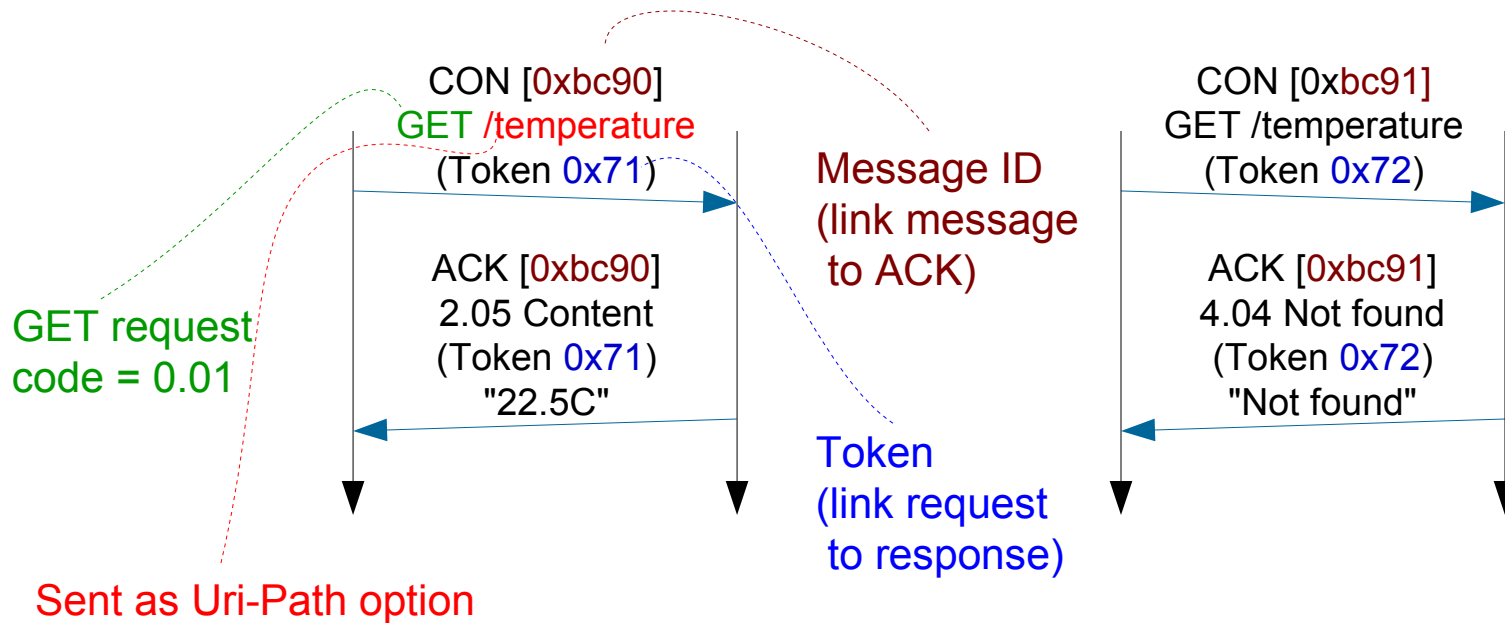 CON [0xbc90]
GET /temperature
(Token 0x71)
ACK [0xbc90]
2.05 Content
(Token 0x71)
"22.5C"
GET request
code = 0.01
Sent as Uri-Path option
Message ID
(link message
to ACK)
Token
(link request
to response)
CON [0xbc91]
GET /temperature
(Token 0x72)
ACK [0xbc91]
4.04 Not found
(Token 0x72)
"Not found"